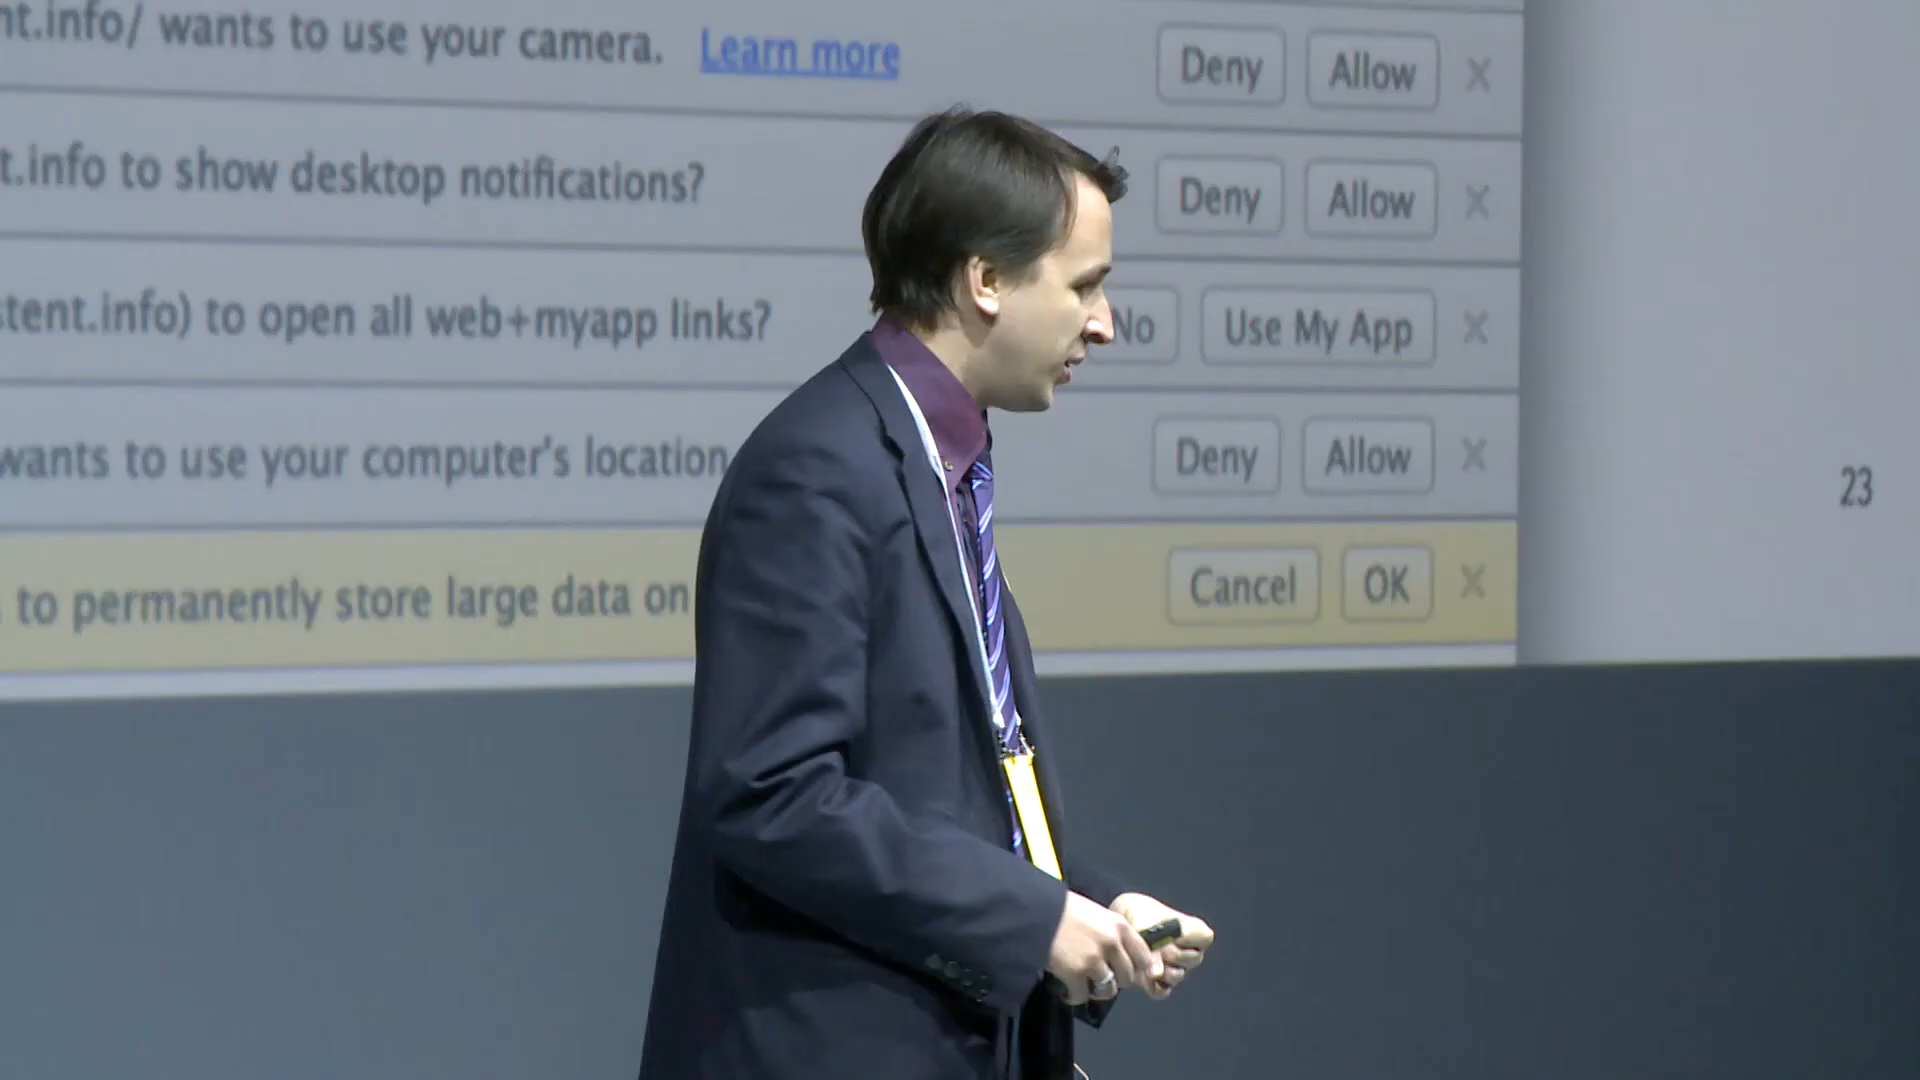 nt.info/ wants to use your camera. Learn more Deny Allow X
t.info to show desktop notifications? Deny Allow X
stent.info) to open all web+myapp links? No Use My App X
wants to use your computer's location Deny Allow X
to permanently store large data on Cancel OK X
23